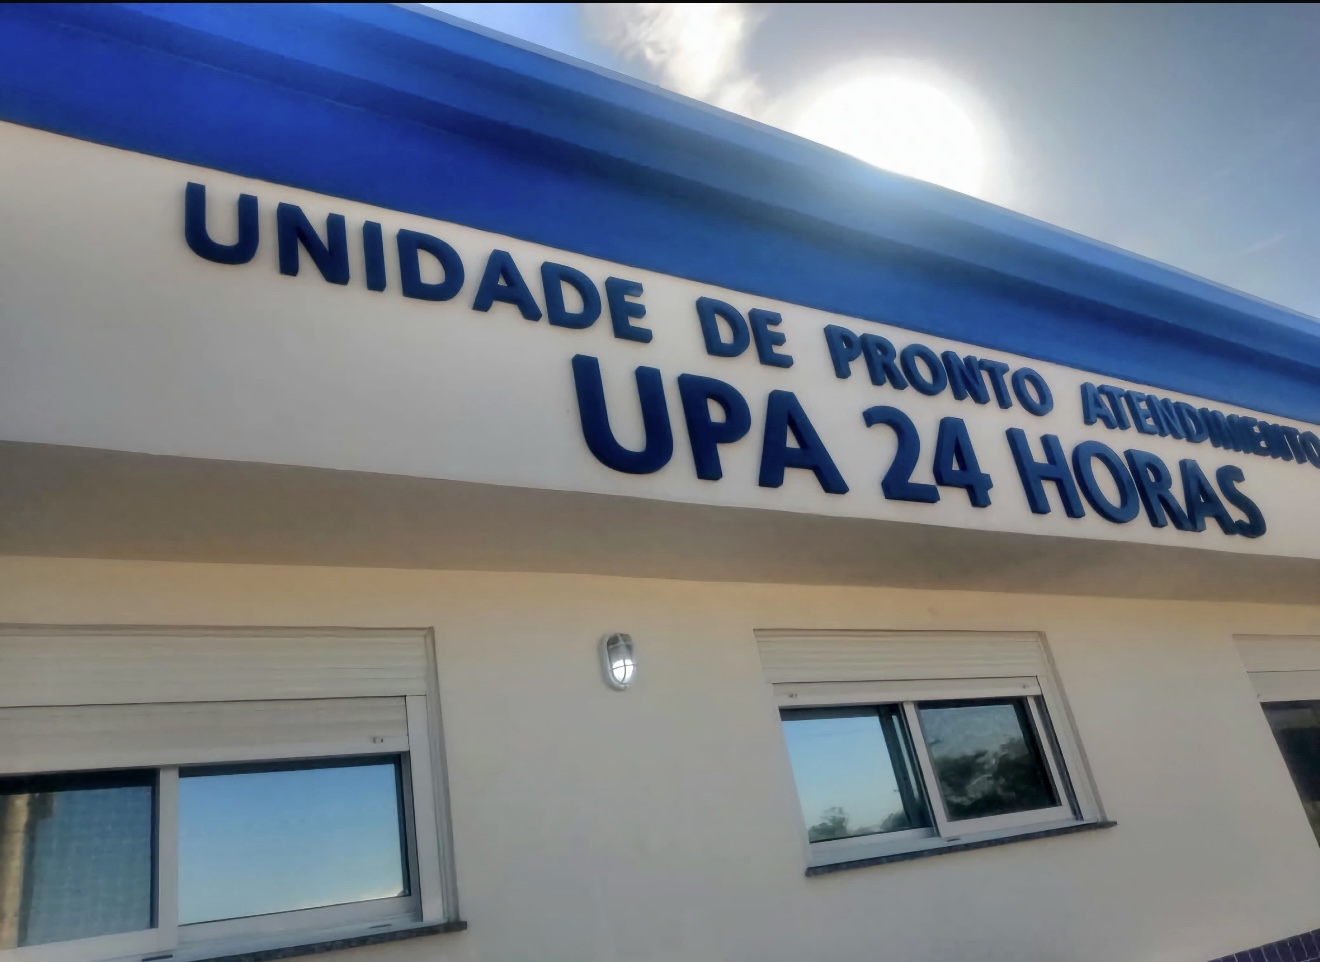 UNIDADE DE PRONTO ATENDIMENTO
UPA 24 HORAS